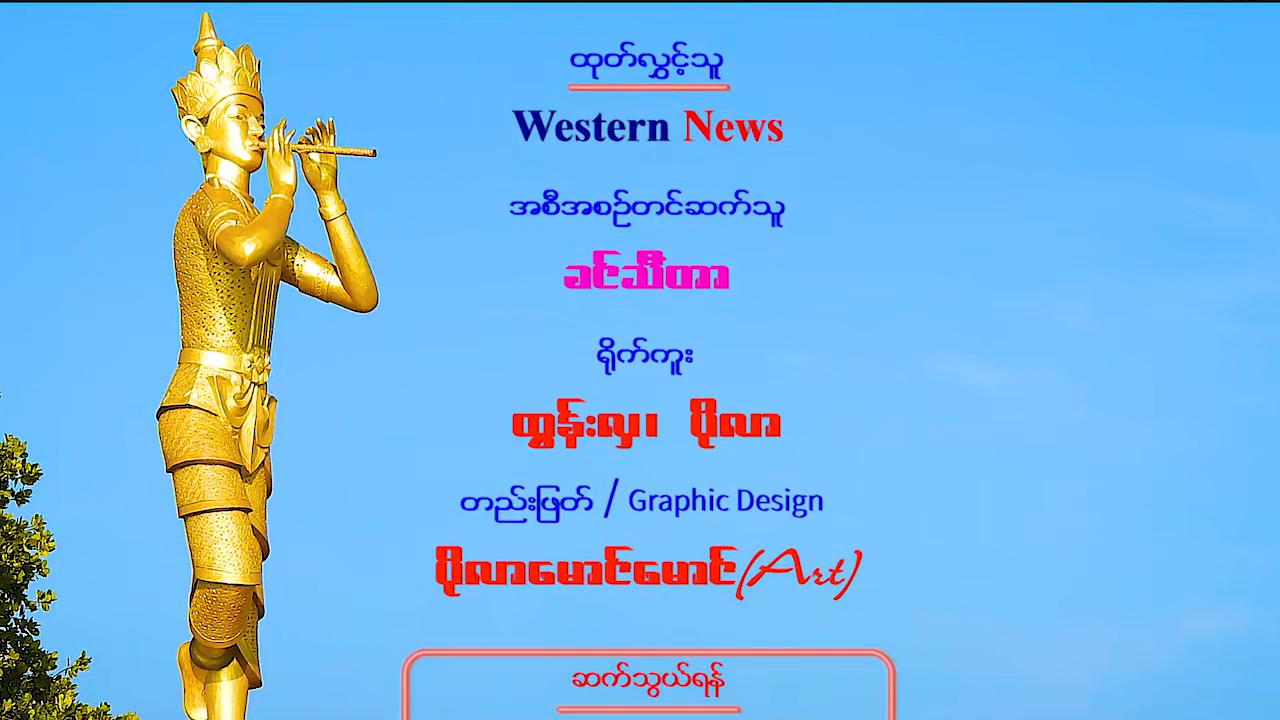 ထုတ်လွှင့်သူ
Western News
အစီအစဉ်တင်ဆက်သူ
ခင်သီတာ
ရိုက်ကူး
ထွန်းလှ၊ ပိုလာ
တည်းဖြတ် / Graphic Design
ပိုလာမောင်မောင်(Art)
ဆက်သွယ်ရန်